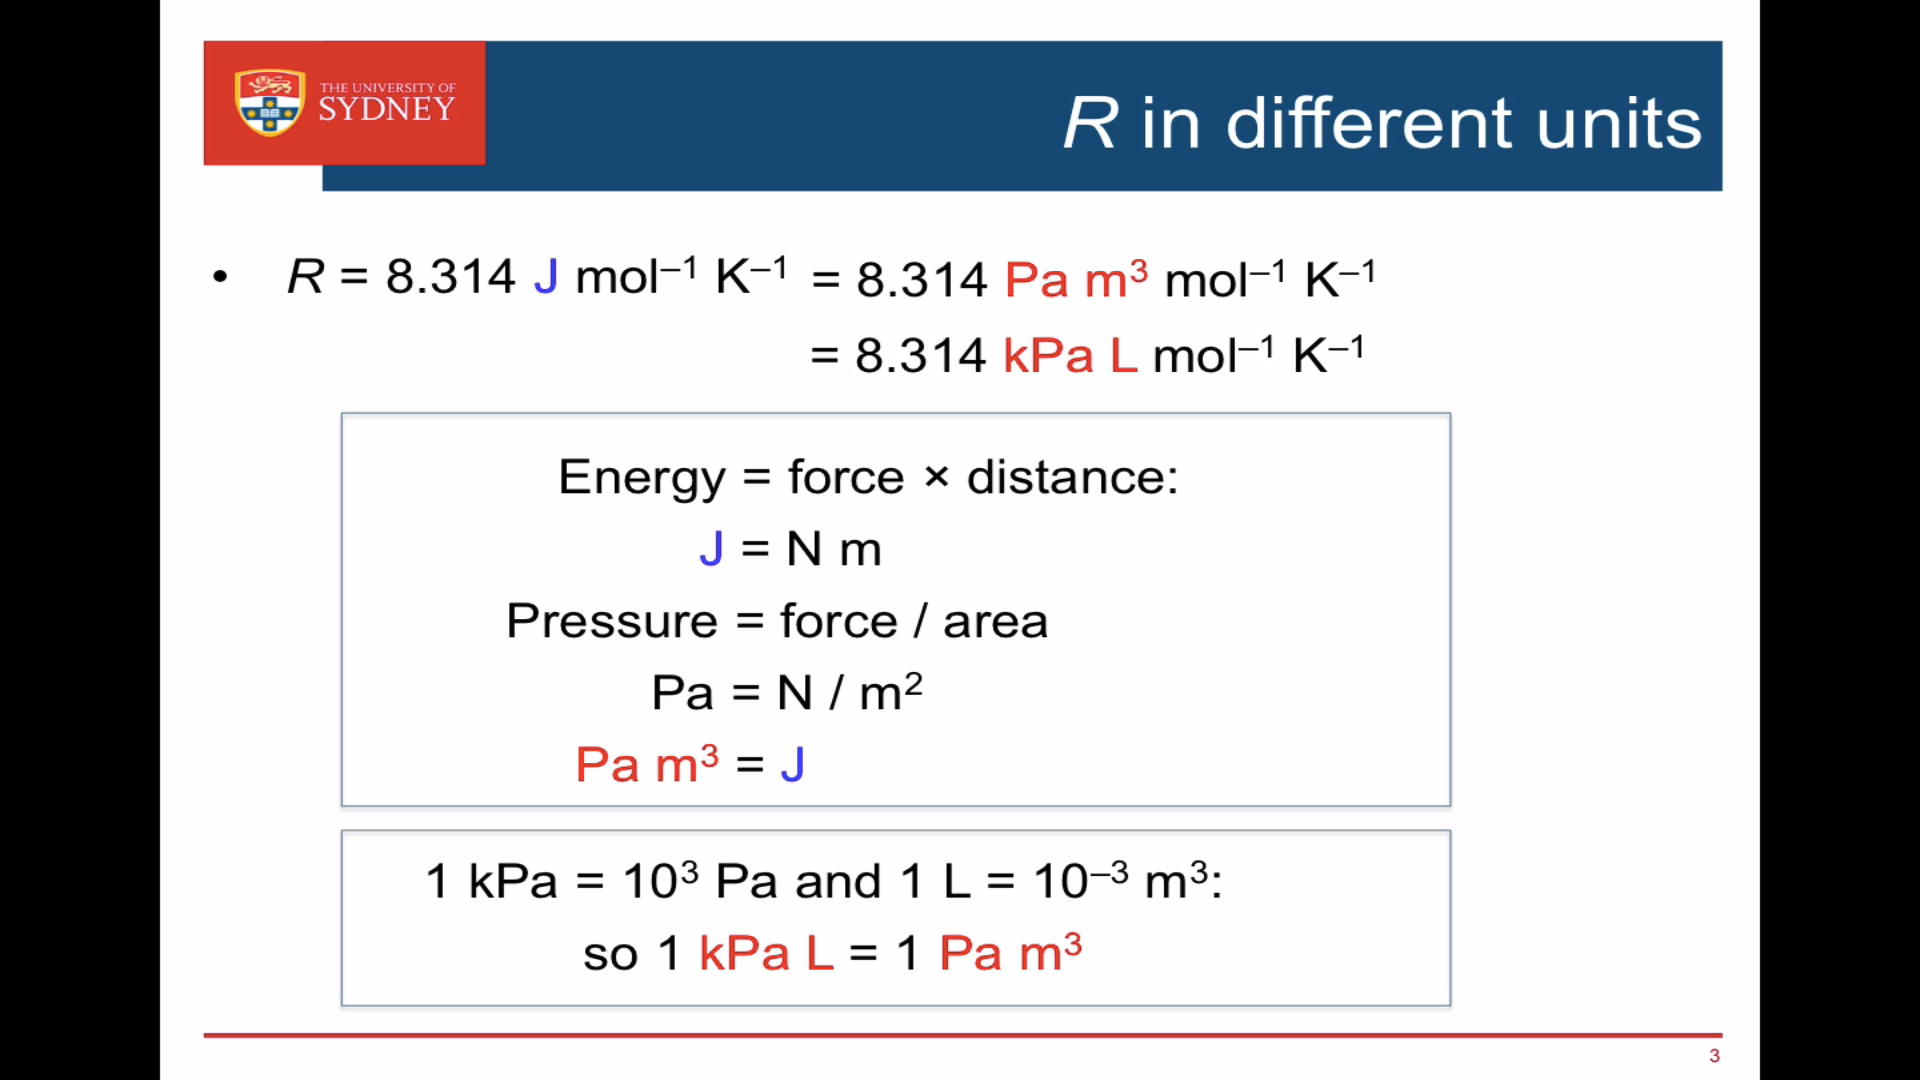 THE UNIVERSITY OF
SYDNEY
R in different units
• R = 8.314 J mol⁻¹ K⁻¹ = 8.314 Pa m³ mol⁻¹ K⁻¹
= 8.314 kPa L mol⁻¹ K⁻¹
Energy = force × distance:
J = N m
Pressure = force / area
Pa = N / m²
Pa m³ = J
1 kPa = 10³ Pa and 1 L = 10⁻³ m³:
so 1 kPa L = 1 Pa m³
3